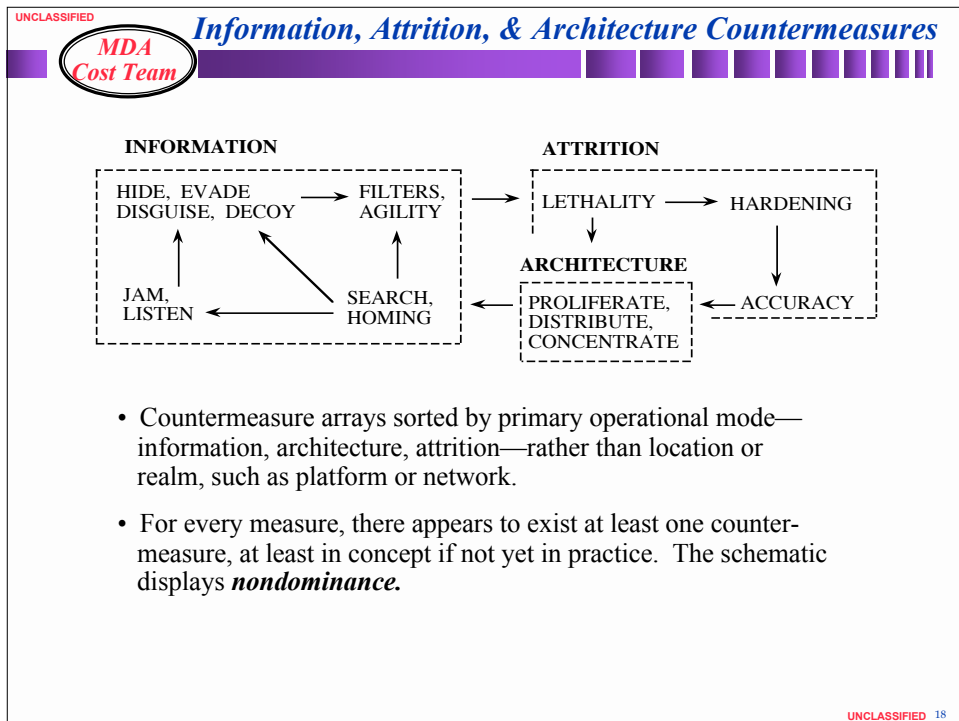 UNCLASSIFIED
Information, Attrition, & Architecture Countermeasures
MDA
Cost Team
INFORMATION
HIDE, EVADE
DISGUISE, DECOY
FILTERS,
AGILITY
JAM,
LISTEN
SEARCH,
HOMING
ATTRITION
LETHALITY
HARDENING
ACCURACY
ARCHITECTURE
PROLIFERATE,
DISTRIBUTE,
CONCENTRATE
• Countermeasure arrays sorted by primary operational mode—
information, architecture, attrition—rather than location or
realm, such as platform or network.
• For every measure, there appears to exist at least one counter-
measure, at least in concept if not yet in practice. The schematic
displays nondominance.
UNCLASSIFIED 18